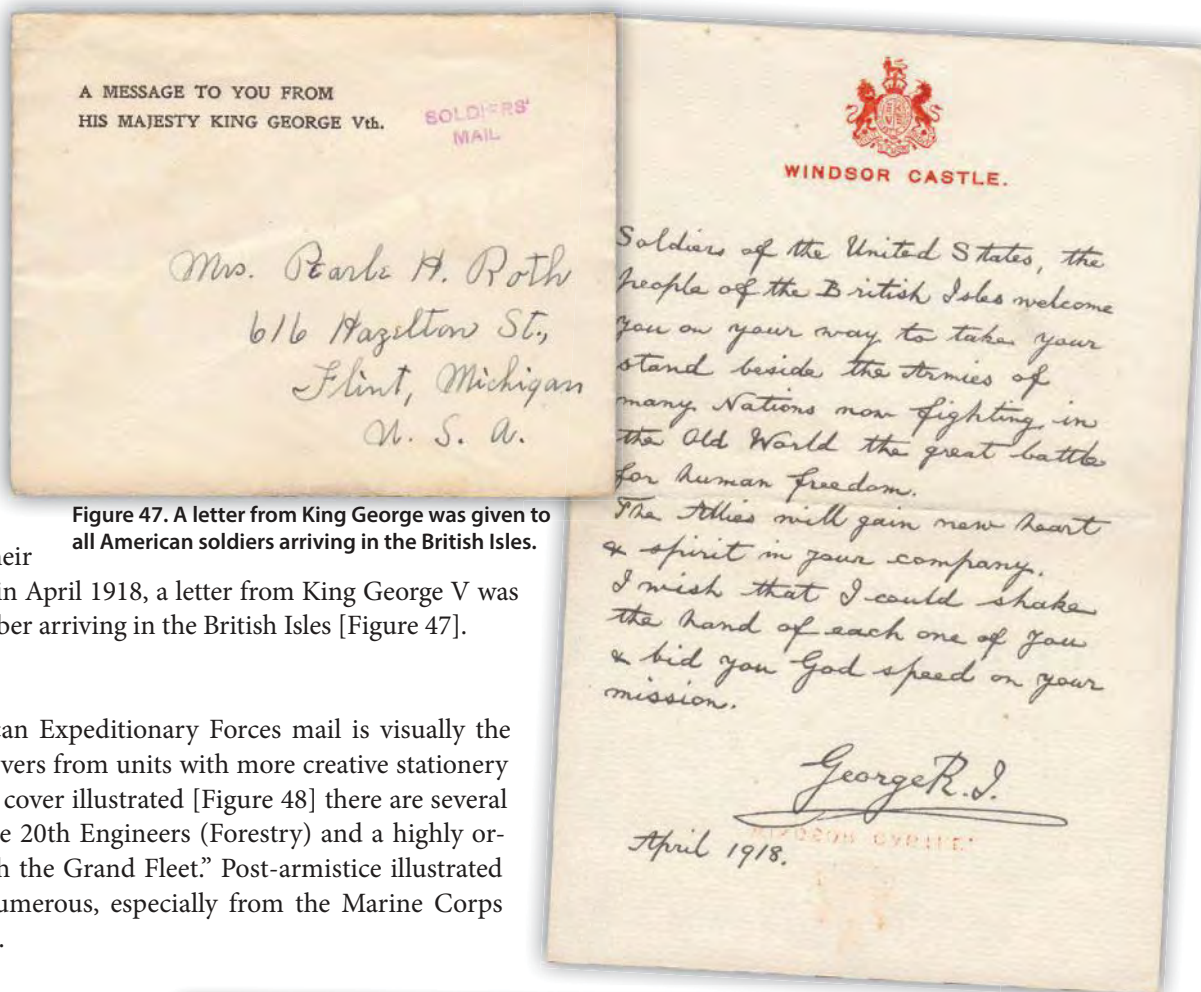 A MESSAGE TO YOU FROM
HIS MAJESTY KING GEORGE Vth.
SOLDIERS'
MAIL
Mrs. Pearle H. Roth
616 Hazelton St.,
Flint, Michigan
U. S. A.
WINDSOR CASTLE.
Soldiers of the United States, the
people of the British Isles welcome
you on your way to take your
stand beside the Armies of
many Nations now fighting in
the Old World the great battle
for human freedom.
The Allies will gain new heart
& spirit in your company.
I wish that I could shake
the hand of each one of you
& bid you God speed on your
mission.
George R. I.
April 1918.
Figure 47. A letter from King George was given to
all American soldiers arriving in the British Isles.
heir
in April 1918, a letter from King George V was
ber arriving in the British Isles [Figure 47].
can Expeditionary Forces mail is visually the
vers from units with more creative stationery
cover illustrated [Figure 48] there are several
e 20th Engineers (Forestry) and a highly or-
h the Grand Fleet.” Post-armistice illustrated
umerous, especially from the Marine Corps
.